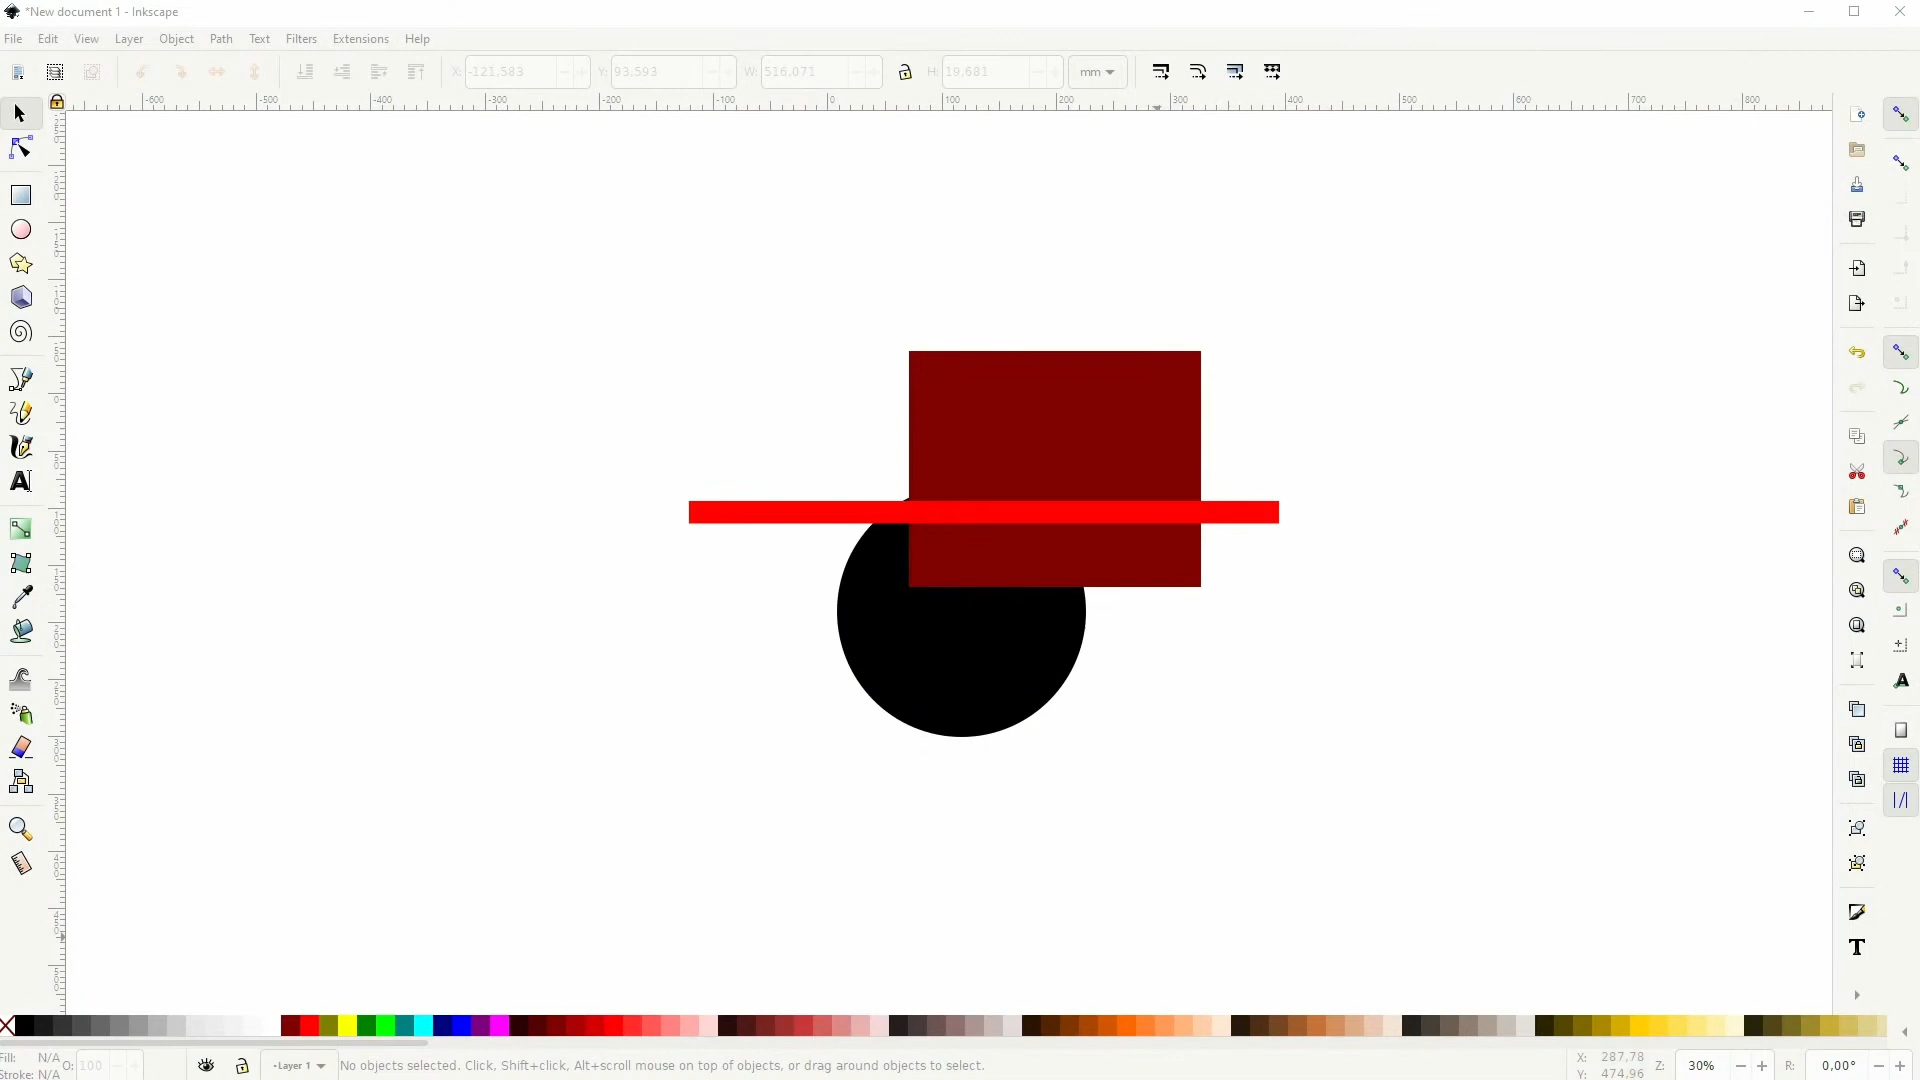 *New document 1 - Inkscape
File Edit View Layer Object Path Text Filters Extensions Help
X: -121,583 Y: 93,593 W: 516,071 H: 19,681 mm
-600 -500 -400 -300 -200 -100 0 100 200 300 400 500 600 700 800
Fill: N/A O: 100
Stroke: N/A
Layer 1
No objects selected. Click, Shift+click, Alt+scroll mouse on top of objects, or drag around objects to select.
X: 287,78
Y: 474,96
Z: 30% R: 0,00°